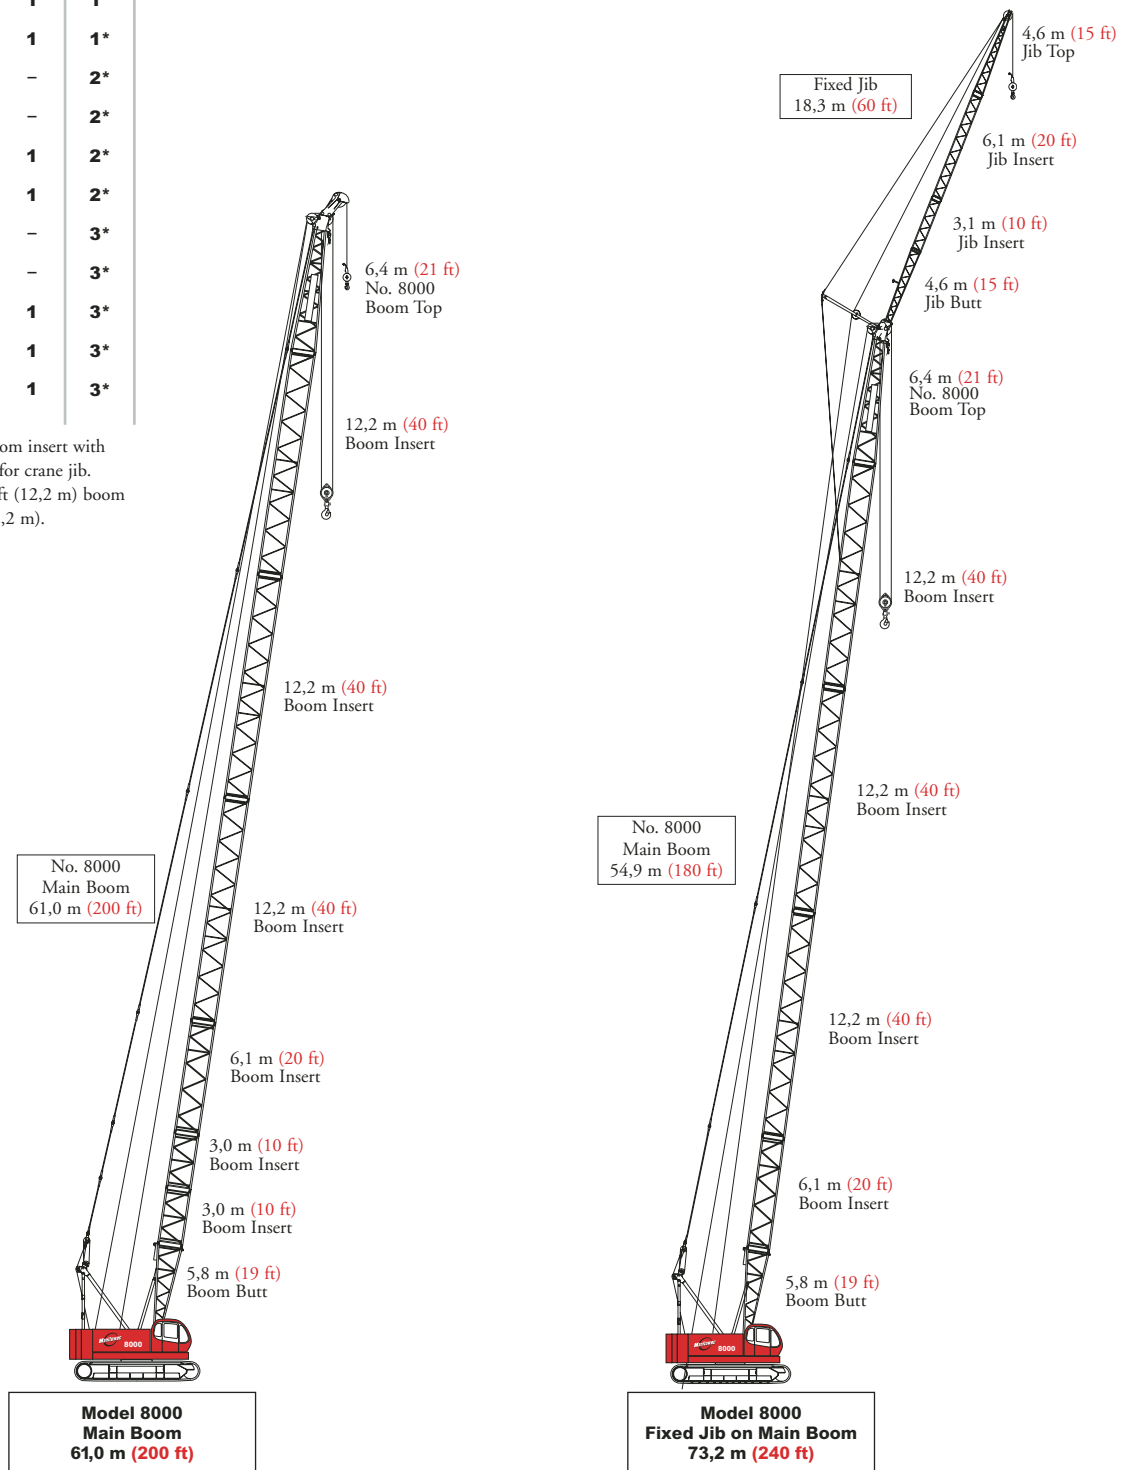 1 1
1 1*
– 2*
– 2*
1 2*
1 2*
– 3*
– 3*
1 3*
1 3*
1 3*
om insert with
for crane jib.
ft (12,2 m) boom
,2 m).
6,4 m (21 ft)
No. 8000
Boom Top
12,2 m (40 ft)
Boom Insert
12,2 m (40 ft)
Boom Insert
No. 8000
Main Boom
61,0 m (200 ft)
12,2 m (40 ft)
Boom Insert
6,1 m (20 ft)
Boom Insert
3,0 m (10 ft)
Boom Insert
3,0 m (10 ft)
Boom Insert
5,8 m (19 ft)
Boom Butt
Manitowoc
8000
Model 8000
Main Boom
61,0 m (200 ft)
4,6 m (15 ft)
Jib Top
Fixed Jib
18,3 m (60 ft)
6,1 m (20 ft)
Jib Insert
3,1 m (10 ft)
Jib Insert
4,6 m (15 ft)
Jib Butt
6,4 m (21 ft)
No. 8000
Boom Top
12,2 m (40 ft)
Boom Insert
12,2 m (40 ft)
Boom Insert
No. 8000
Main Boom
54,9 m (180 ft)
12,2 m (40 ft)
Boom Insert
6,1 m (20 ft)
Boom Insert
5,8 m (19 ft)
Boom Butt
Manitowoc
8000
Model 8000
Fixed Jib on Main Boom
73,2 m (240 ft)